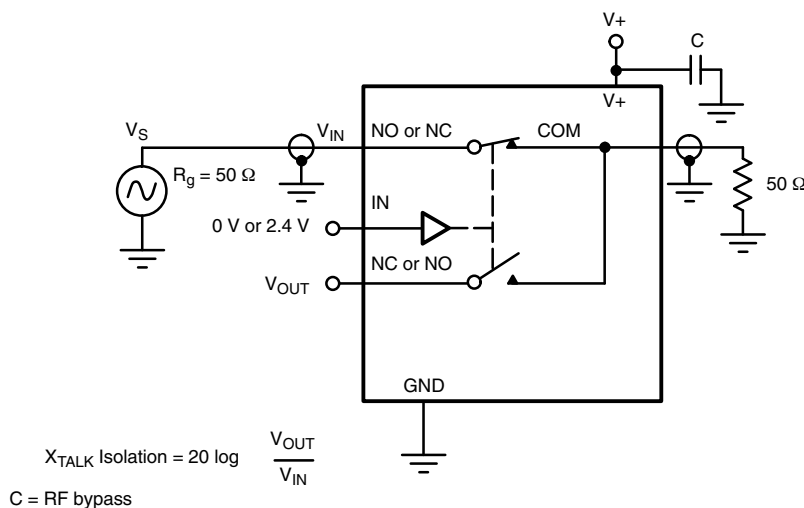 V+
C
V+
VS
VIN
NO or NC
COM
Rg = 50 Ω
50 Ω
IN
0 V or 2.4 V
NC or NO
VOUT
GND
XTALK Isolation = 20 log VOUT / VIN
C = RF bypass